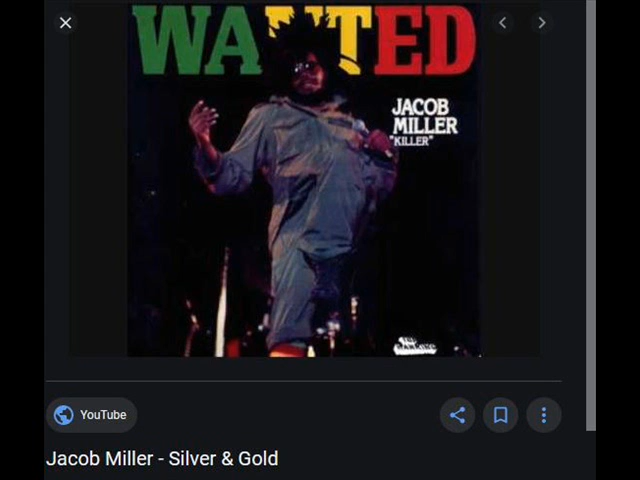 WANTED
JACOB
MILLER
"KILLER"
YouTube
Jacob Miller - Silver & Gold